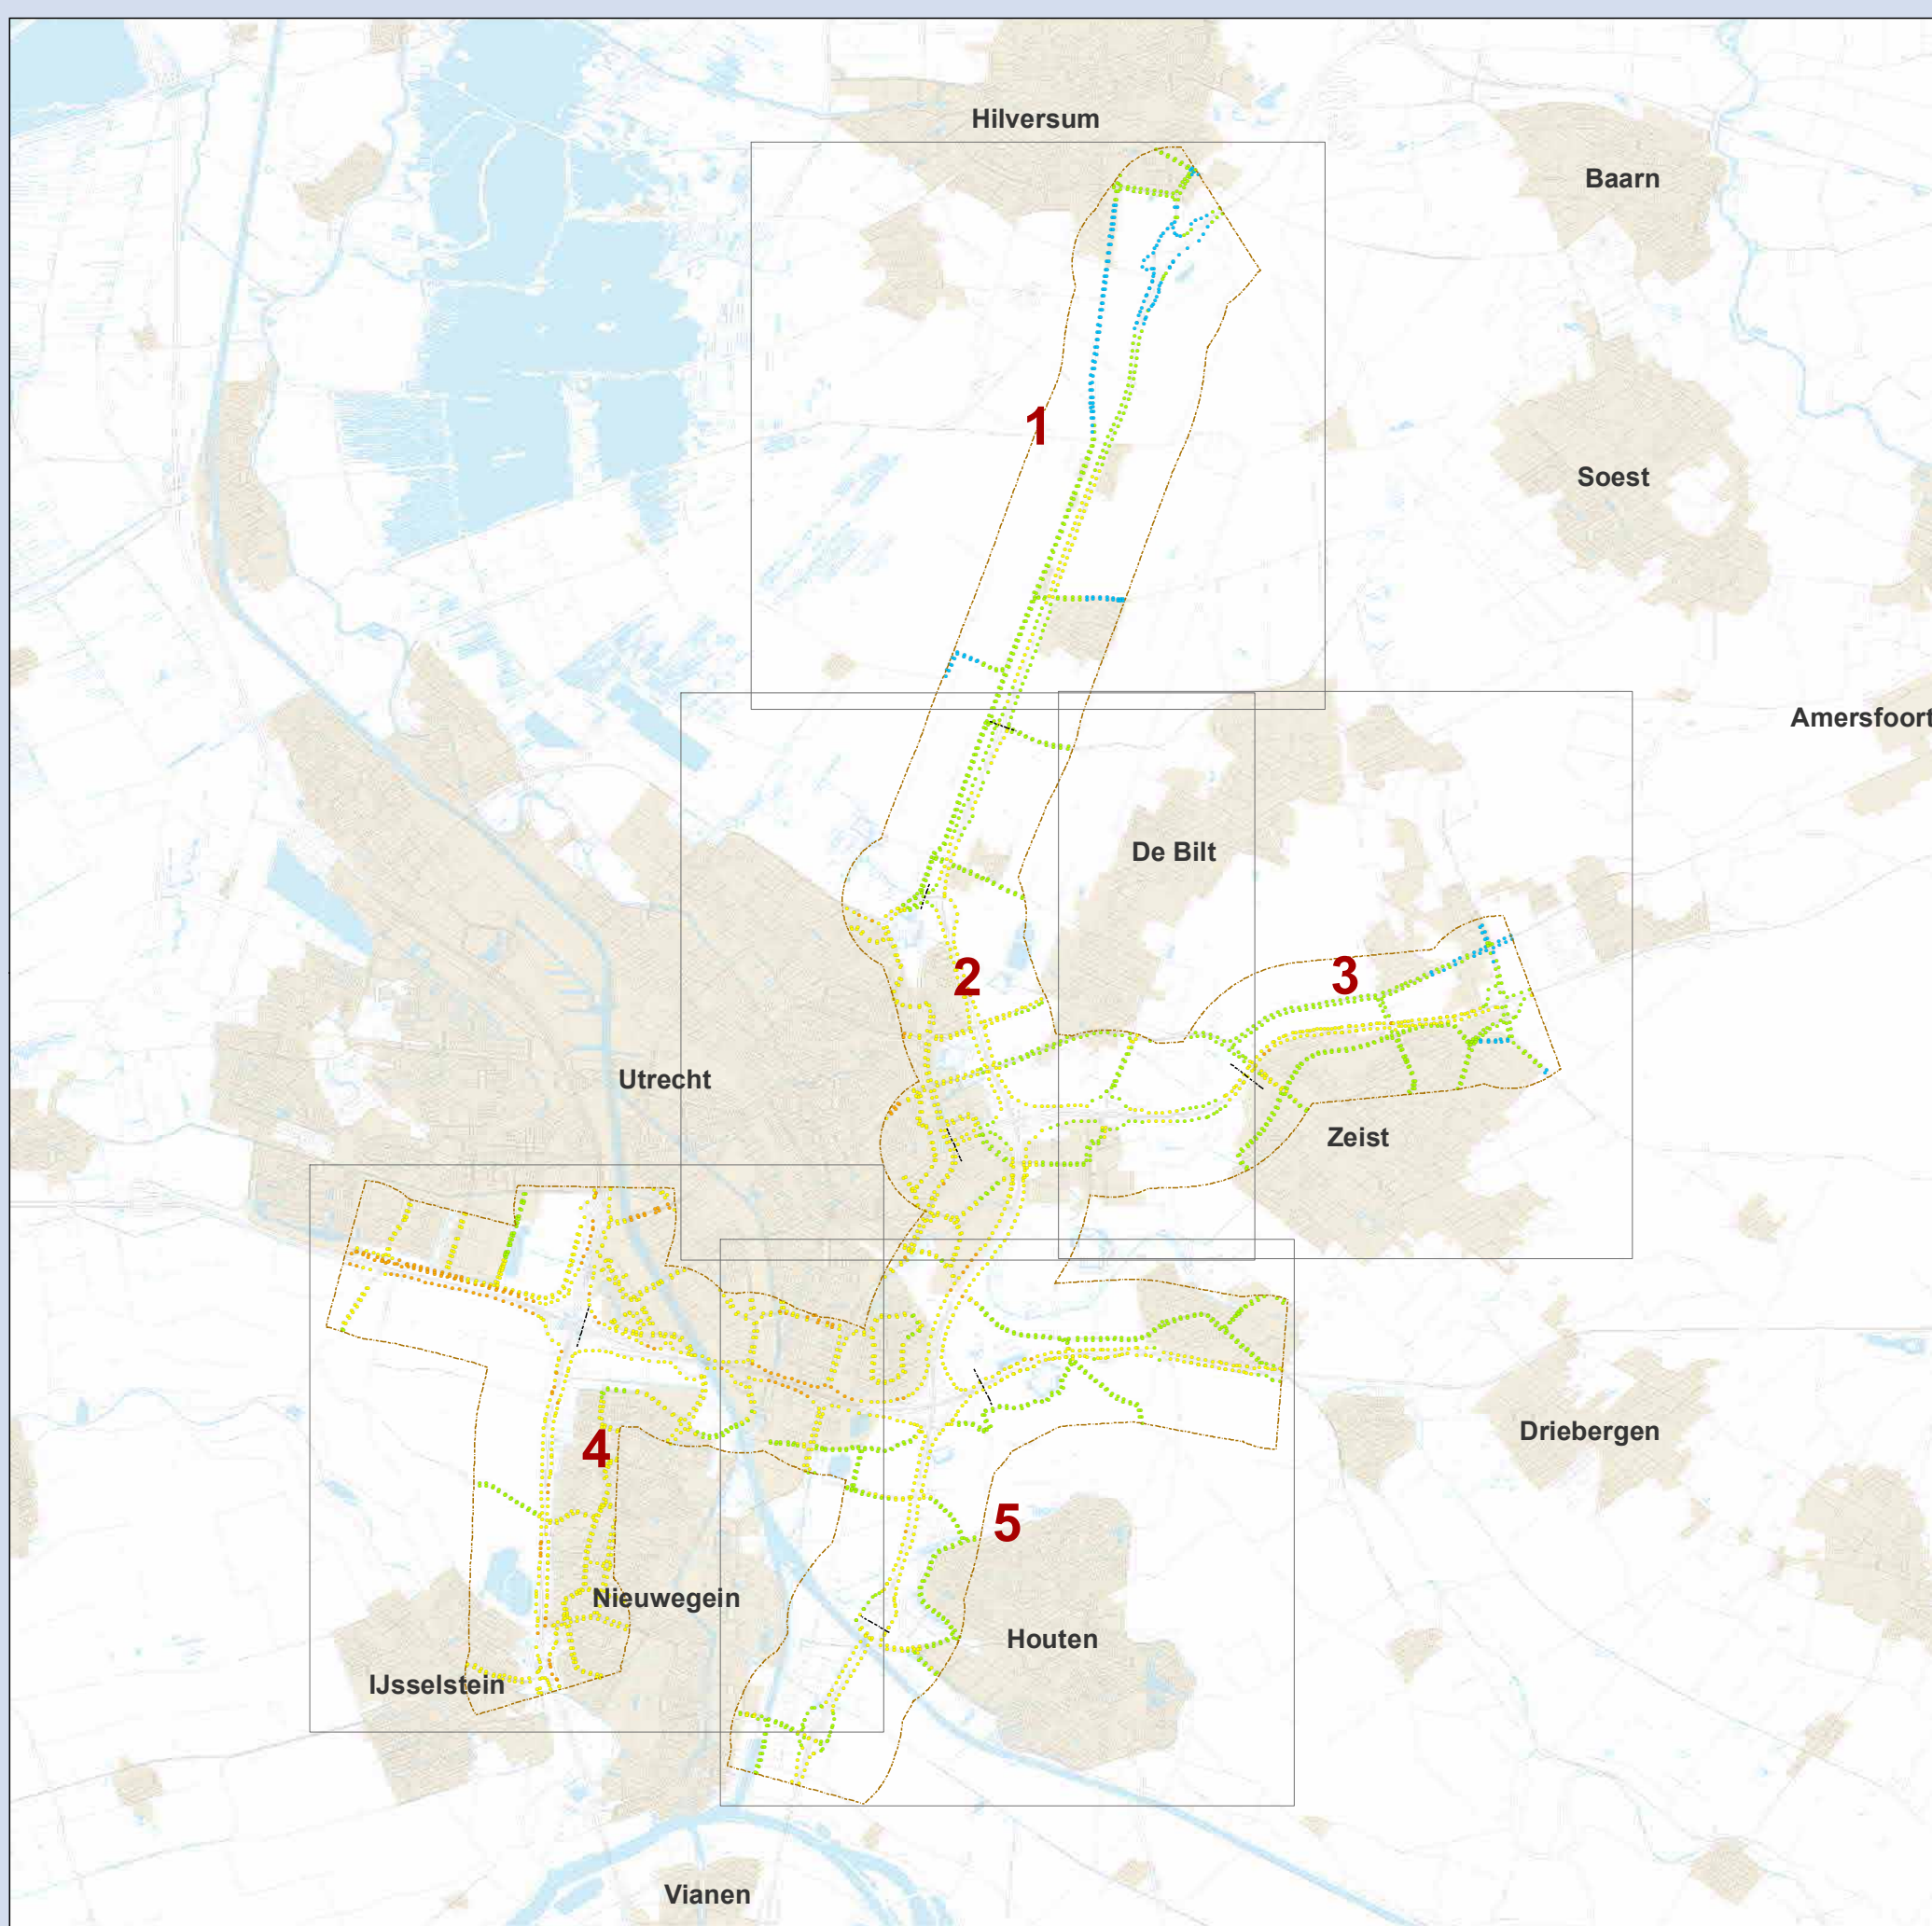 Hilversum
Baarn
1
Soest
Amersfoort
De Bilt
2
3
Utrecht
Zeist
4
Driebergen
5
Nieuwegein
Houten
IJsselstein
Vianen